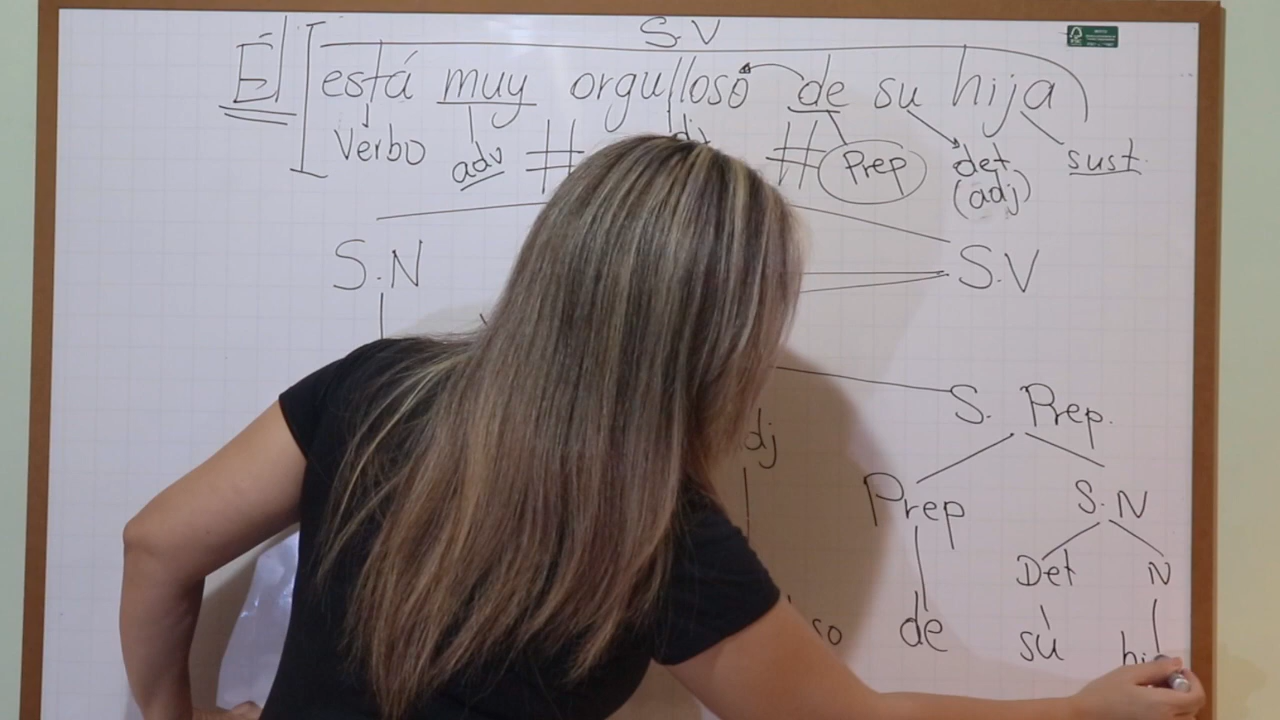 S.V
Él está muy orgulloso de su hija
Verbo adv # # Prep det sust.
(adj)
S.N S.V
S. Prep.
Prep S.N
Det N
de su